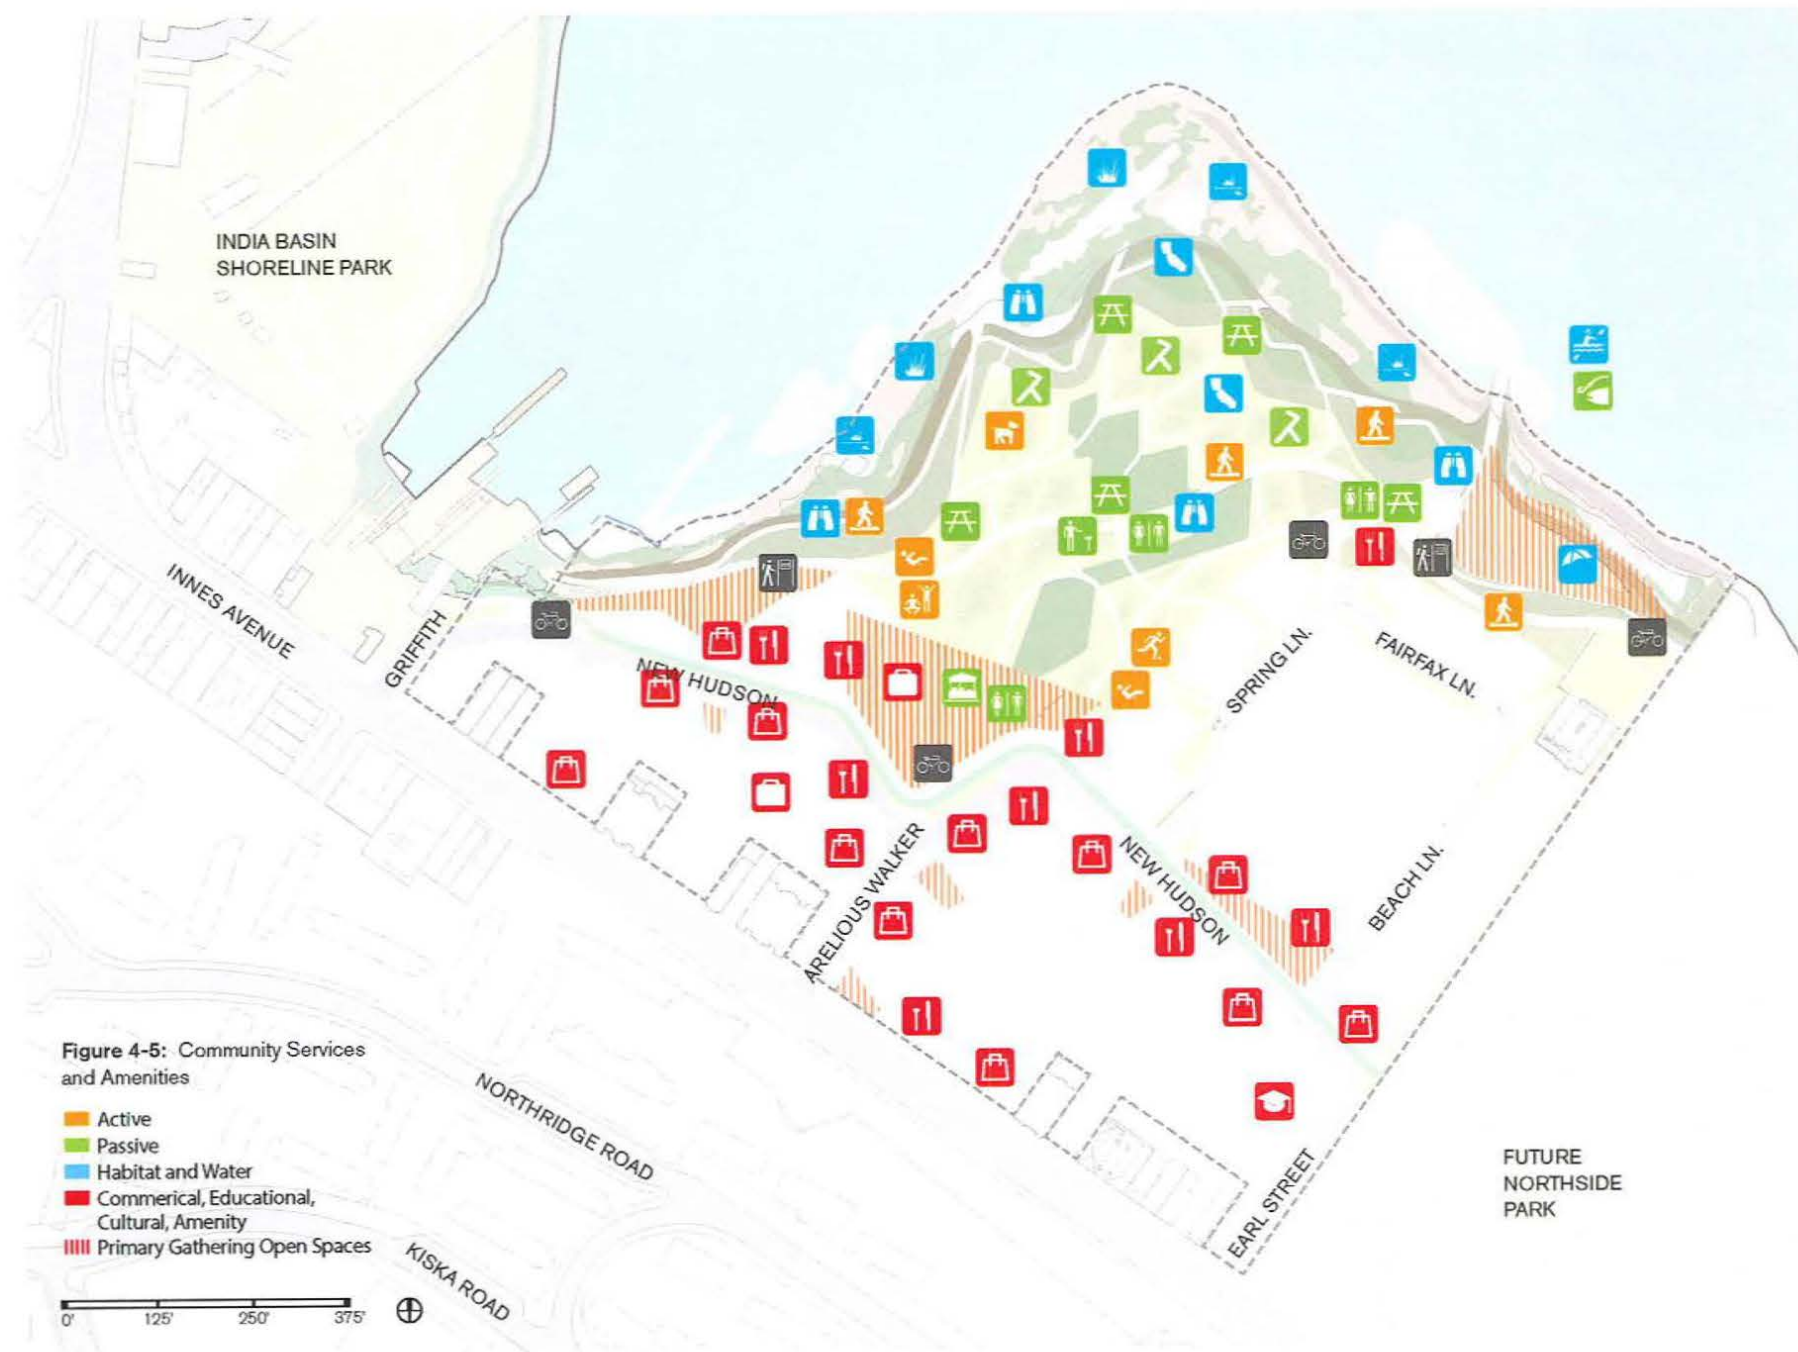 INDIA BASIN
SHORELINE PARK
INNES AVENUE
GRIFFITH
NEW HUDSON
SPRING LN.
FAIRFAX LN.
ARELIOUS WALKER
NEW HUDSON
BEACH LN.
Figure 4-5: Community Services
and Amenities
Active
Passive
Habitat and Water
Commerical, Educational,
Cultural, Amenity
Primary Gathering Open Spaces
0' 125' 250' 375'
NORTHRIDGE ROAD
KISKA ROAD
EARL STREET
FUTURE
NORTHSIDE
PARK